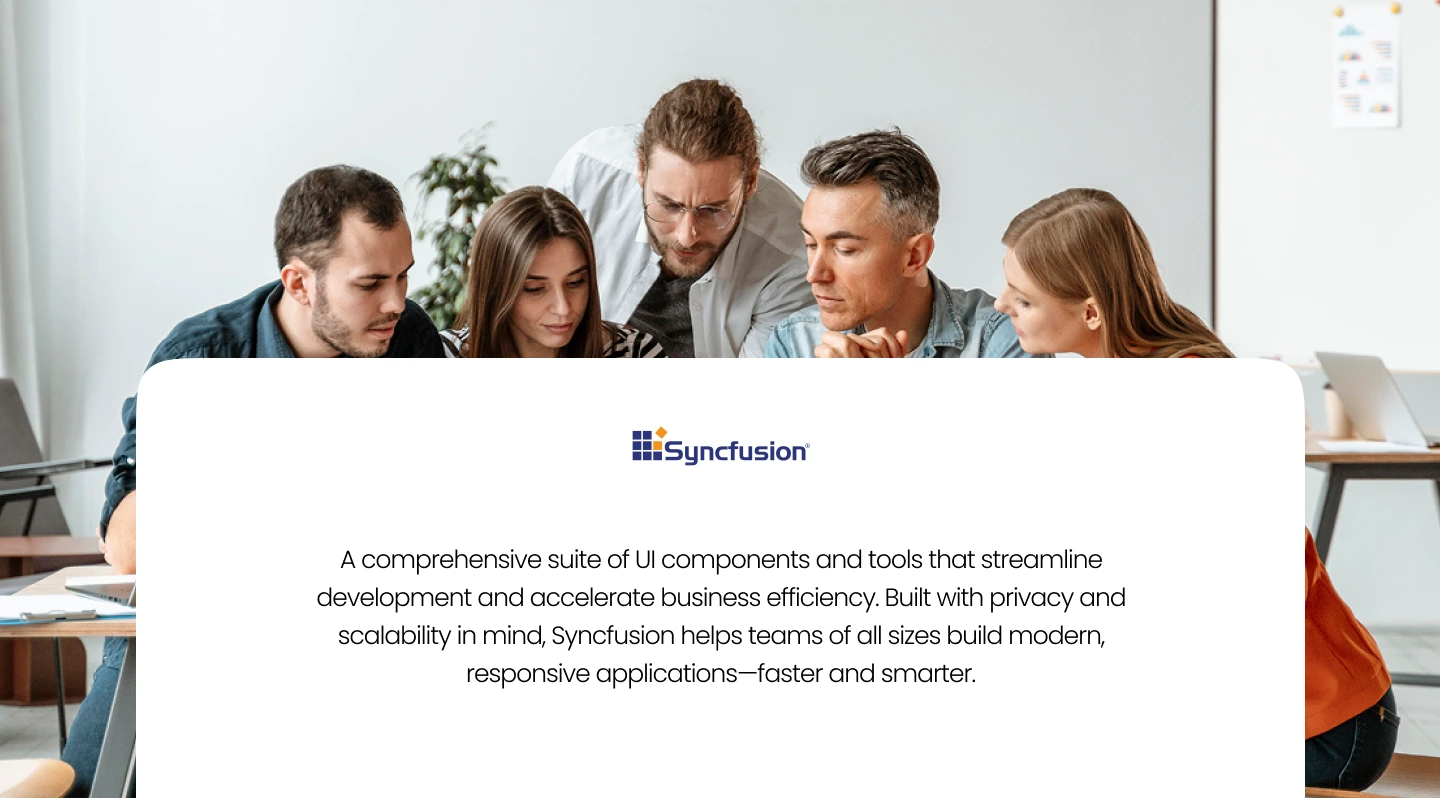 Syncfusion®
A comprehensive suite of UI components and tools that streamline
development and accelerate business efficiency. Built with privacy and
scalability in mind, Syncfusion helps teams of all sizes build modern,
responsive applications—faster and smarter.